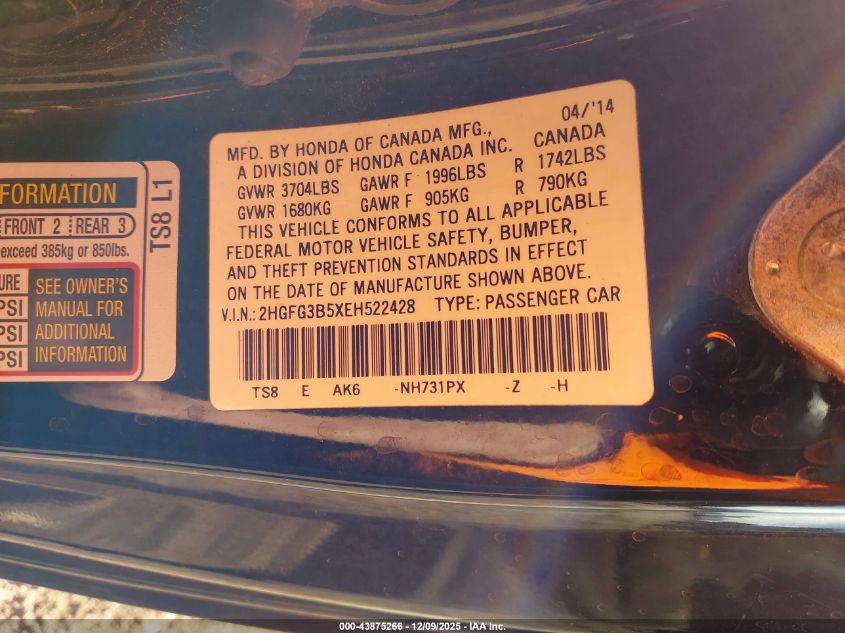 04/'14
MFD. BY HONDA OF CANADA MFG., CANADA
A DIVISION OF HONDA CANADA INC.
GVWR 3704LBS GAWR F 1996LBS R 1742LBS
GVWR 1680KG GAWR F 905KG R 790KG
THIS VEHICLE CONFORMS TO ALL APPLICABLE
FEDERAL MOTOR VEHICLE SAFETY, BUMPER,
AND THEFT PREVENTION STANDARDS IN EFFECT
ON THE DATE OF MANUFACTURE SHOWN ABOVE.
V.I.N.: 2HGFG3B5XEH522428 TYPE: PASSENGER CAR
TS8 E AK6 -NH731PX -Z -H
FORMATION
FRONT 2 REAR 3
exceed 385kg or 850lbs.
URE
PSI
PSI
PSI
SEE OWNER'S
MANUAL FOR
ADDITIONAL
INFORMATION
TS8 L1
000-43875266 - 12/09/2025 - IAA Inc.